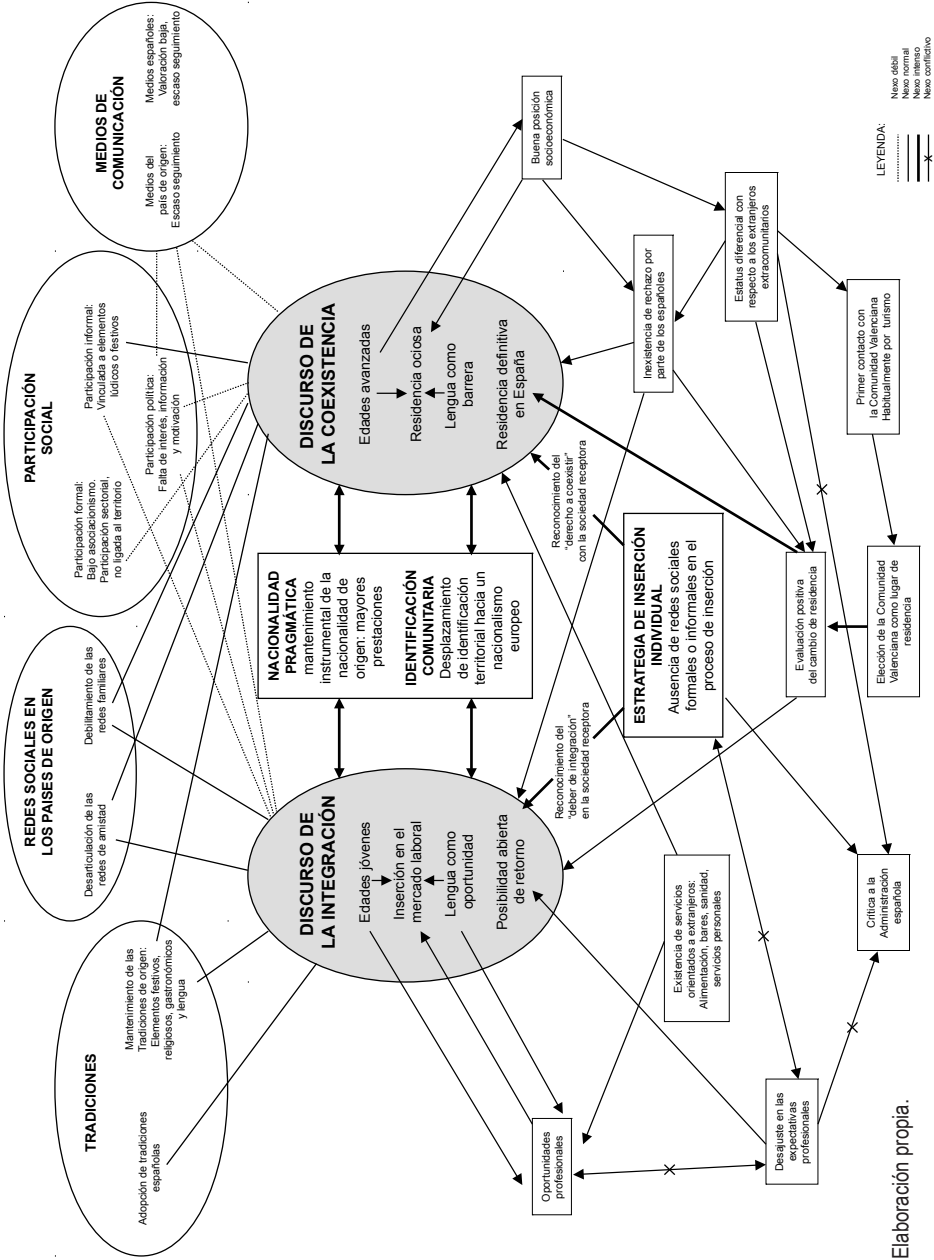 TRADICIONES
Adopción de tradiciones
españolas
Mantenimiento de las
Tradiciones de origen:
Elementos festivos,
religiosos, gastronómicos
y lengua
REDES SOCIALES EN
LOS PAISES DE ORIGEN
Desarticulación de las
redes de amistad
Debilitamiento de las
redes familiares
PARTICIPACIÓN
SOCIAL
Participación formal:
Bajo asociacionismo.
Participación sectorial,
no ligada al territorio
Participación política:
Falta de interés, información
y motivación
Participación informal:
Vinculada a elementos
lúdicos o festivos
MEDIOS DE
COMUNICACIÓN
Medios del
país de origen:
Escaso seguimiento
Medios españoles:
Valoración baja,
escaso seguimiento
DISCURSO DE
LA INTEGRACIÓN
Edades jóvenes
Inserción en el
mercado laboral
Lengua como
oportunidad
Posibilidad abierta
de retorno
NACIONALIDAD
PRAGMÁTICA
mantenimiento
instrumental de la
nacionalidad de
origen: mayores
prestaciones
IDENTIFICACIÓN
COMUNITARIA
Desplazamiento
de identificación
territorial hacia un
nacionalismo
europeo
DISCURSO DE
LA COEXISTENCIA
Edades avanzadas
Residencia ociosa
Lengua como
barrera
Residencia definitiva
en España
Reconocimiento del
"deber de integración"
en la sociedad receptora
Reconocimiento del
"derecho a coexistir"
con la sociedad receptora
ESTRATEGIA DE INSERCIÓN
INDIVIDUAL
Ausencia de redes sociales
formales o informales en el
proceso de inserción
Buena posición
socioeconómica
Inexistencia de rechazo por
parte de los españoles
Oportunidades
profesionales
Existencia de servicios
orientados a extranjeros:
Alimentación, bares, sanidad,
servicios personales
Estatus diferencial con
respecto a los extranjeros
extracomunitarios
Evaluación positiva
del cambio de residencia
Desajuste en las
expectativas
profesionales
Crítica a la
Administración
española
Elección de la Comunidad
Valenciana como lugar de
residencia
Primer contacto con
la Comunidad Valenciana
Habitualmente por turismo
LEYENDA:
Nexo débil
Nexo normal
Nexo intenso
Nexo conflictivo
Elaboración propia.